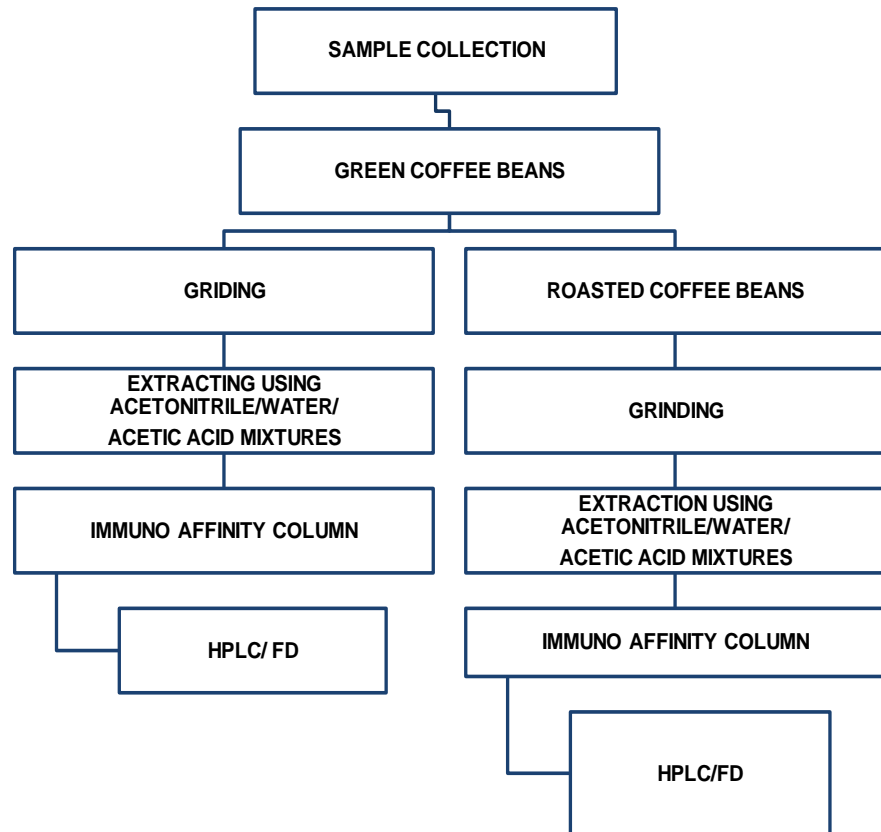 SAMPLE COLLECTION
GREEN COFFEE BEANS
GRIDING
EXTRACTING USING
ACETONITRILE/WATER/
ACETIC ACID MIXTURES
IMMUNO AFFINITY COLUMN
HPLC/ FD
ROASTED COFFEE BEANS
GRINDING
EXTRACTION USING
ACETONITRILE/WATER/
ACETIC ACID MIXTURES
IMMUNO AFFINITY COLUMN
HPLC/FD